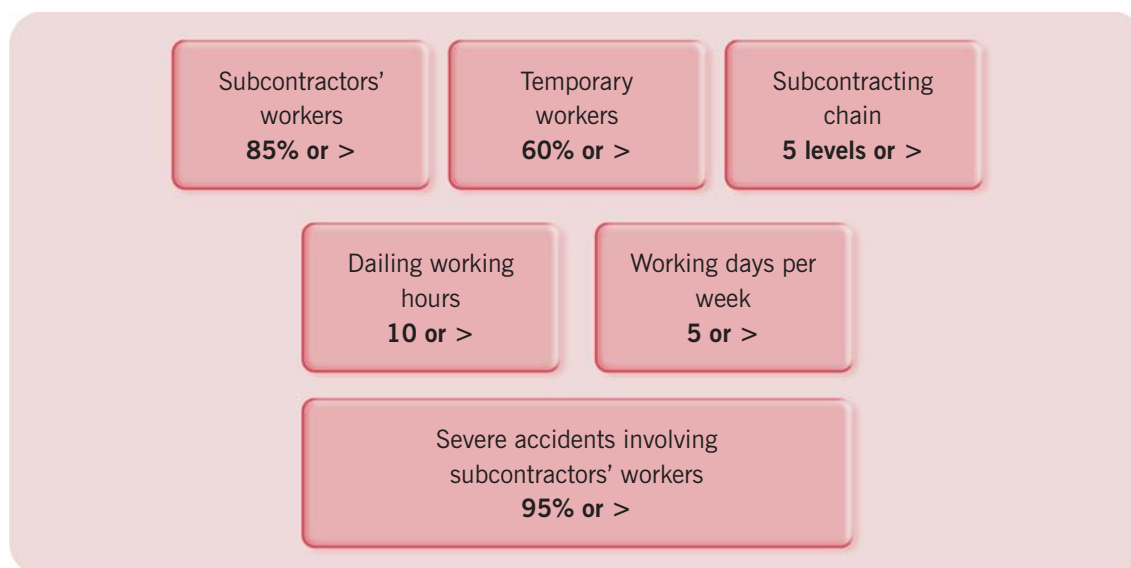 Subcontractors’
workers
85% or >
Temporary
workers
60% or >
Subcontracting
chain
5 levels or >
Dailing working
hours
10 or >
Working days per
week
5 or >
Severe accidents involving
subcontractors’ workers
95% or >